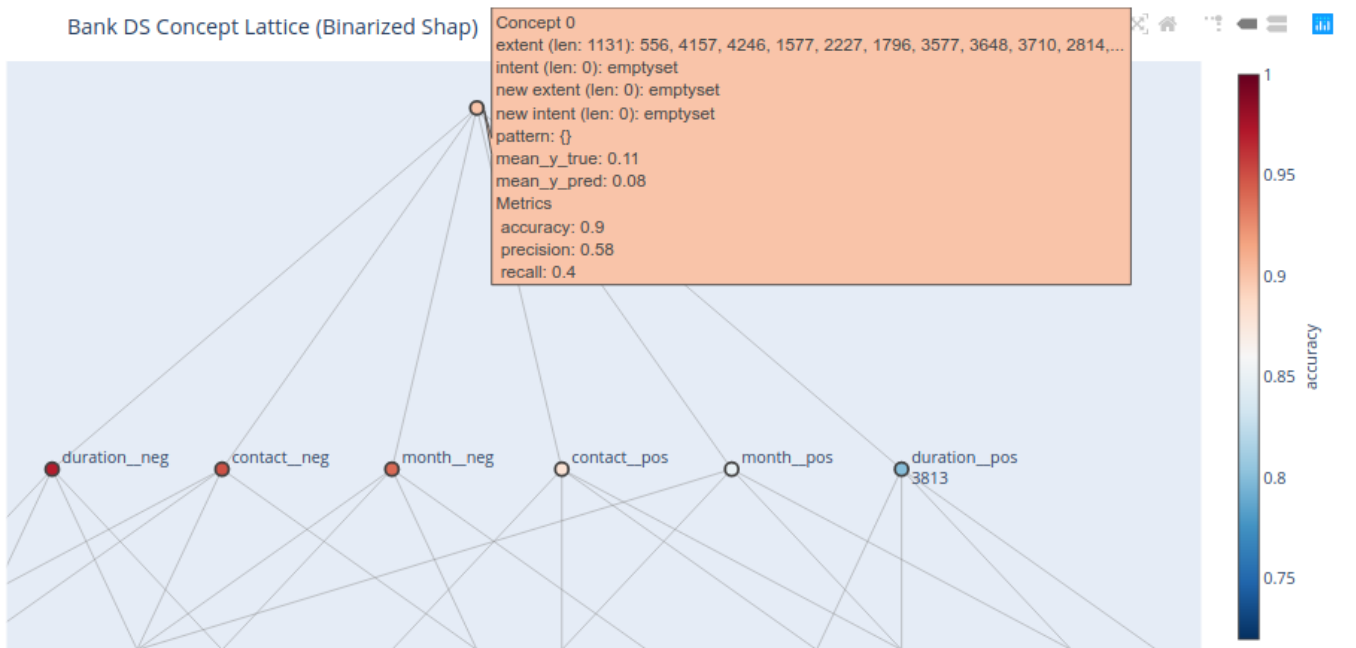 Bank DS Concept Lattice (Binarized Shap)
Concept 0
extent (len: 1131): 556, 4157, 4246, 1577, 2227, 1796, 3577, 3648, 3710, 2814,...
intent (len: 0): emptyset
new extent (len: 0): emptyset
new intent (len: 0): emptyset
pattern: {}
mean_y_true: 0.11
mean_y_pred: 0.08
Metrics
accuracy: 0.9
precision: 0.58
recall: 0.4
duration__neg
contact__neg
month__neg
contact__pos
month__pos
duration__pos
3813
1
0.95
0.9
0.85
0.8
0.75
accuracy